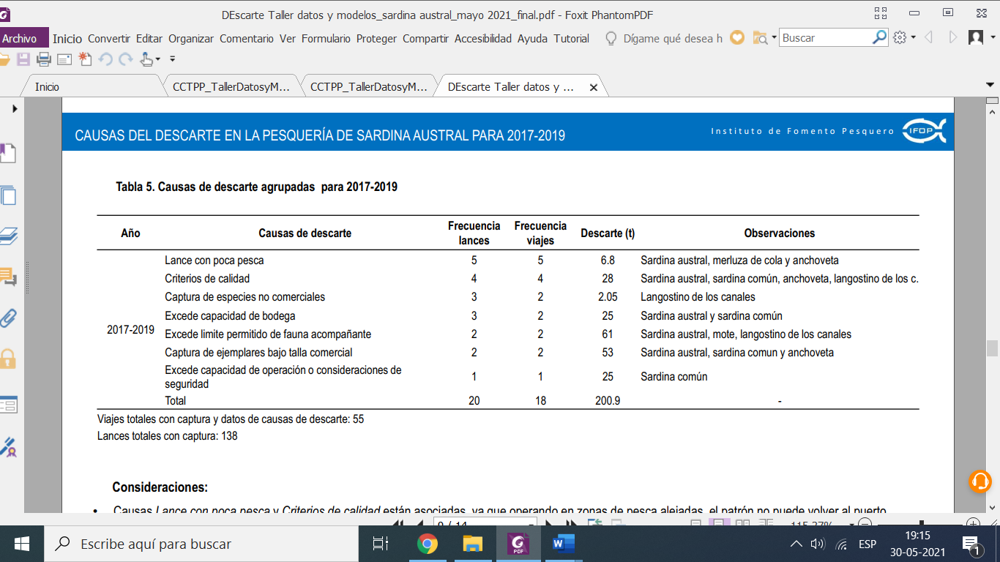 DEscarte Taller datos y modelos_sardina austral_mayo 2021_final.pdf - Foxit PhantomPDF
Archivo Inicio Convertir Editar Organizar Comentario Ver Formulario Proteger Compartir Accesibilidad Ayuda Tutorial Dígame qué desea h Buscar
Inicio CCTPP_TallerDatosyM... CCTPP_TallerDatosyM... DEscarte Taller datos y ...
CAUSAS DEL DESCARTE EN LA PESQUERÍA DE SARDINA AUSTRAL PARA 2017-2019 Instituto de Fomento Pesquero IFOP
Tabla 5. Causas de descarte agrupadas para 2017-2019
Año Causas de descarte Frecuencia lances Frecuencia viajes Descarte (t) Observaciones
Lance con poca pesca 5 5 6.8 Sardina austral, merluza de cola y anchoveta
Criterios de calidad 4 4 28 Sardina austral, sardina común, anchoveta, langostino de los c.
Captura de especies no comerciales 3 2 2.05 Langostino de los canales
Excede capacidad de bodega 3 2 25 Sardina austral y sardina común
2017-2019
Excede limite permitido de fauna acompañante 2 2 61 Sardina austral, mote, langostino de los canales
Captura de ejemplares bajo talla comercial 2 2 53 Sardina austral, sardina comun y anchoveta
Excede capacidad de operación o consideraciones de
seguridad 1 1 25 Sardina común
Total 20 18 200.9 -
Viajes totales con captura y datos de causas de descarte: 55
Lances totales con captura: 138
Consideraciones:
• Causas Lance con poca pesca y Criterios de calidad están asociadas, ya que operando en zonas de pesca alejadas, el patrón no puede volver al puerto
9 / 14 115.27%
Escribe aquí para buscar PDF W ESP 19:15
30-05-2021 1